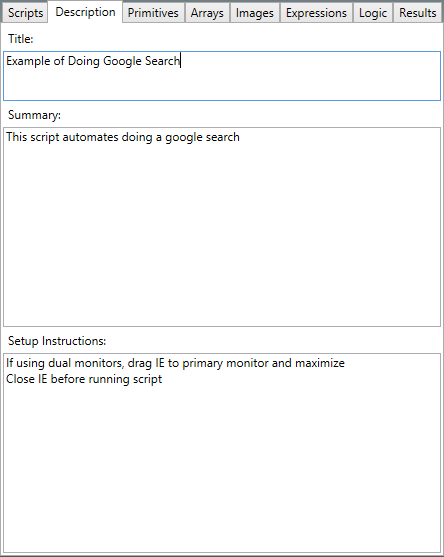 Scripts Description Primitives Arrays Images Expressions Logic Results
Title:
Example of Doing Google Search
Summary:
This script automates doing a google search
Setup Instructions:
If using dual monitors, drag IE to primary monitor and maximize
Close IE before running script